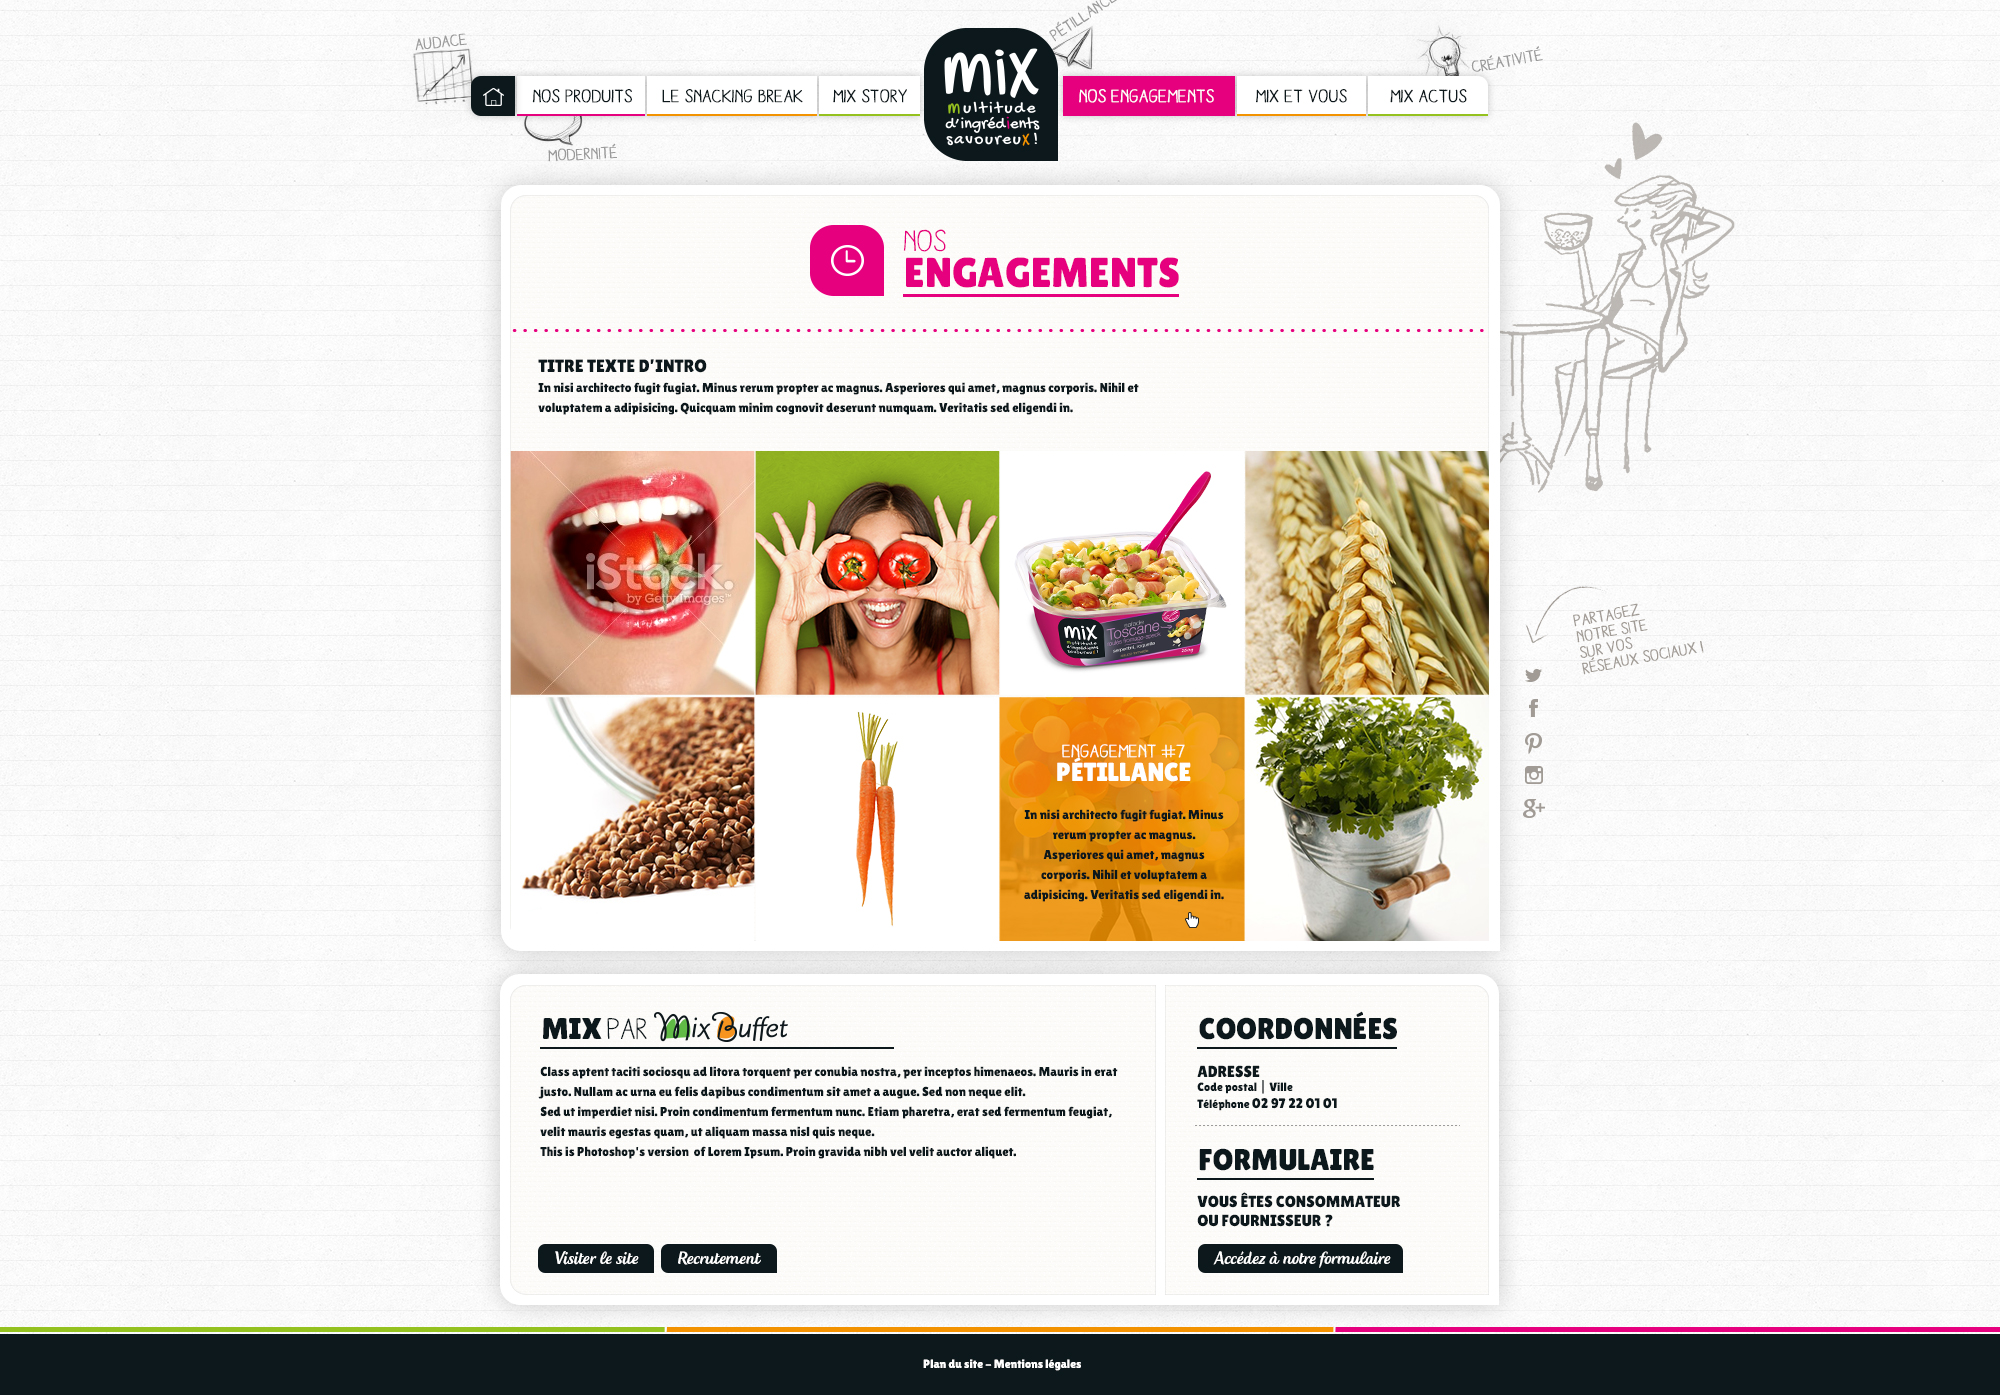 AUDACE
PÉTILLANCE
CRÉATIVITÉ
MODERNITÉ
NOS PRODUITS
LE SNACKING BREAK
MIX STORY
mix
multitude
d'ingrédients
savoureux !
NOS ENGAGEMENTS
MIX ET VOUS
MIX ACTUS
NOS
ENGAGEMENTS
TITRE TEXTE D'INTRO
In nisi architecto fugit fugiat. Minus rerum propter ac magnus. Asperiores qui amet, magnus corporis. Nihil et
voluptatem a adipisicing. Quicquam minim cognovit deserunt numquam. Veritatis sed eligendi in.
iStock.
by Getty Images™
mix
multitude
d'ingrédients
savoureux !
salade
Toscane
ENGAGEMENT #7
PÉTILLANCE
In nisi architecto fugit fugiat. Minus
rerum propter ac magnus.
Asperiores qui amet, magnus
corporis. Nihil et voluptatem a
adipisicing. Veritatis sed eligendi in.
PARTAGEZ
NOTRE SITE
SUR VOS
RÉSEAUX SOCIAUX !
g+
MIX PAR Mix Buffet
Class aptent taciti sociosqu ad litora torquent per conubia nostra, per inceptos himenaeos. Mauris in erat
justo. Nullam ac urna eu felis dapibus condimentum sit amet a augue. Sed non neque elit.
Sed ut imperdiet nisi. Proin condimentum fermentum nunc. Etiam pharetra, erat sed fermentum feugiat,
velit mauris egestas quam, ut aliquam massa nisl quis neque.
This is Photoshop's version  of Lorem Ipsum. Proin gravida nibh vel velit auctor aliquet.
Visiter le site
Recrutement
COORDONNÉES
ADRESSE
Code postal | Ville
Téléphone 02 97 22 01 01
FORMULAIRE
VOUS ÊTES CONSOMMATEUR
OU FOURNISSEUR ?
Accédez à notre formulaire
Plan du site - Mentions légales